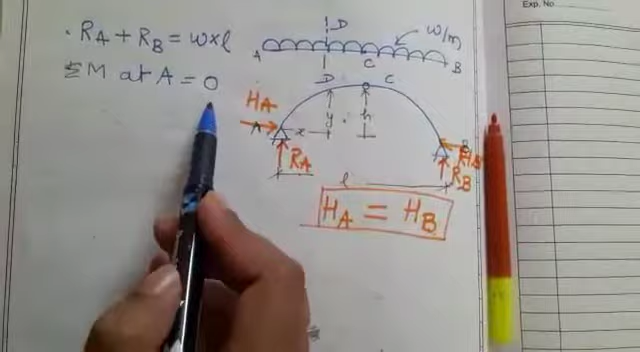 Exp. No.
. RA + RB = w x l
ΣM at A = 0
D
w/m
A
C
B
D
C
HA
A
x
y
h
B
HB
RA
RB
l
HA = HB